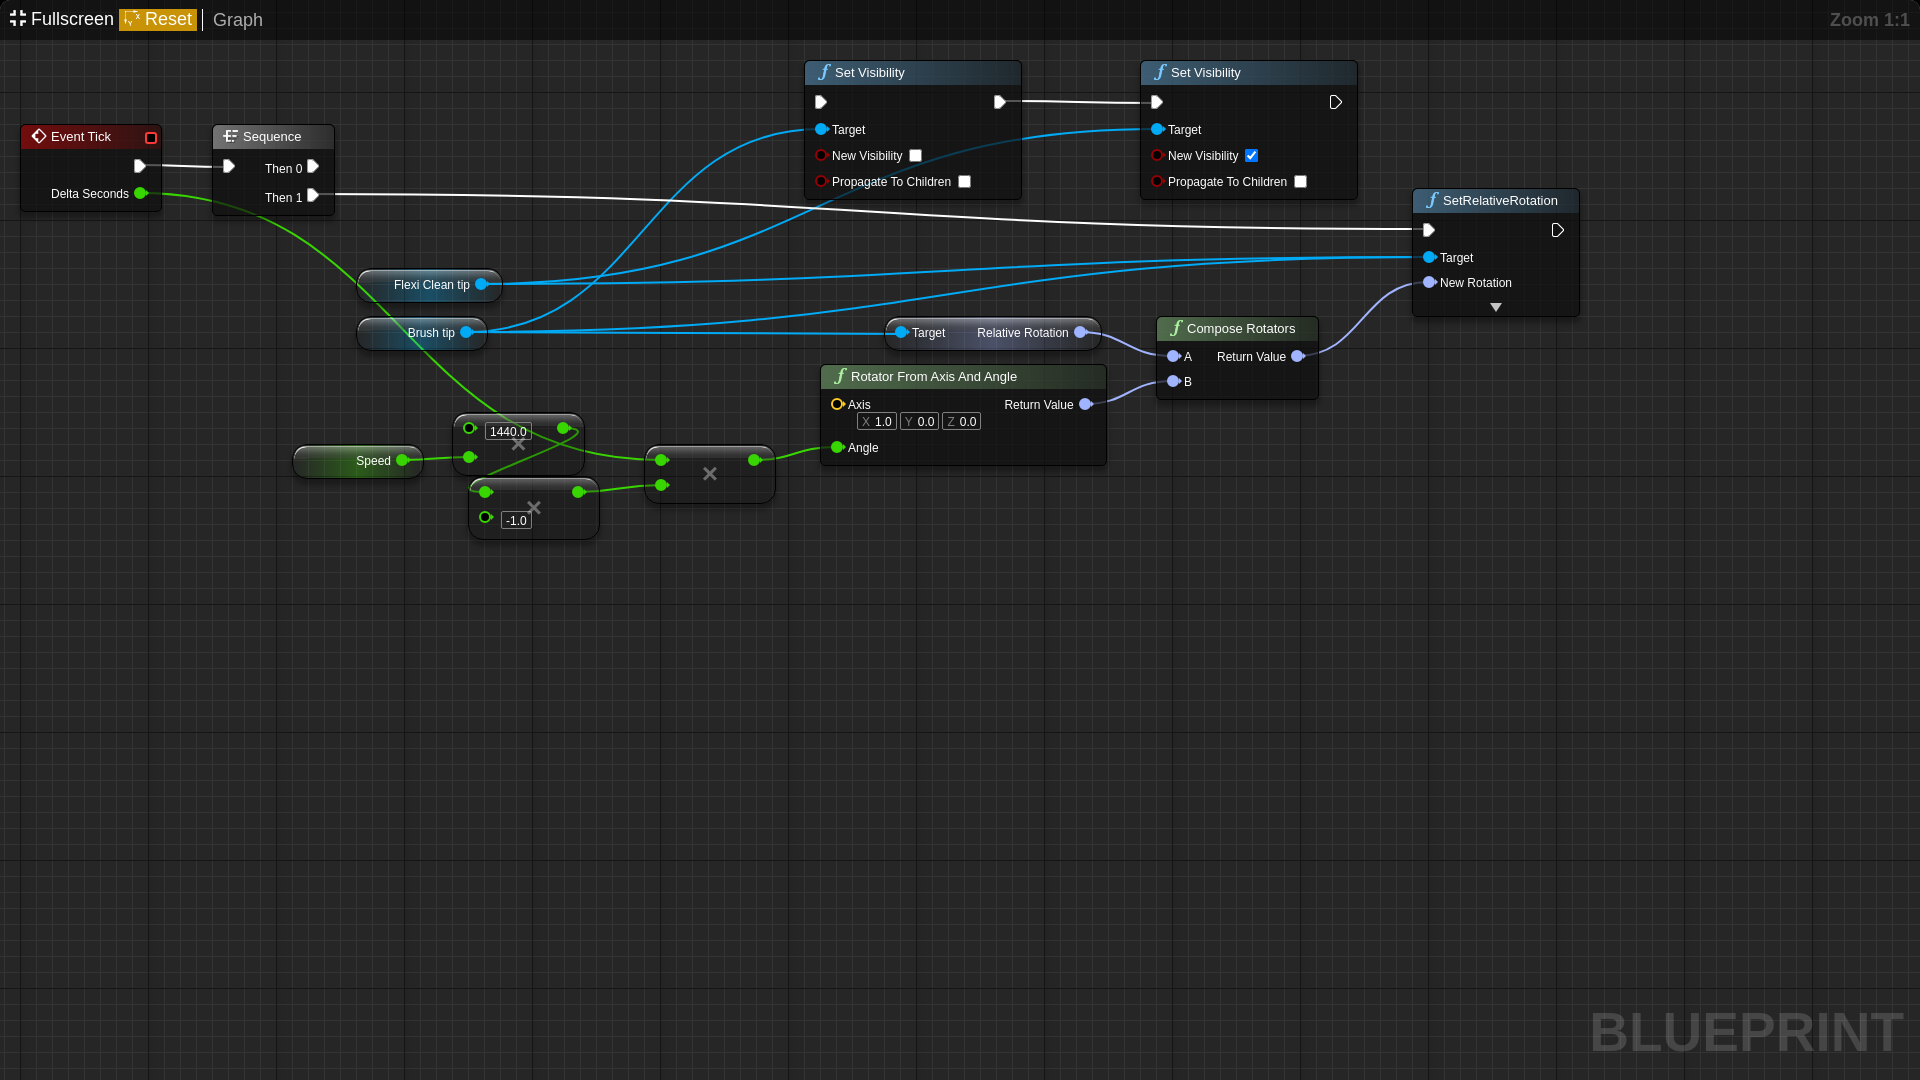 Fullscreen Reset Graph Zoom 1:1
Set Visibility
Target
New Visibility
Propagate To Children
Set Visibility
Target
New Visibility
Propagate To Children
Event Tick
Delta Seconds
Sequence
Then 0
Then 1
SetRelativeRotation
Target
New Rotation
Flexi Clean tip
Brush tip
Target Relative Rotation
Compose Rotators
A Return Value
B
Rotator From Axis And Angle
Axis Return Value
X 1.0 Y 0.0 Z 0.0
Angle
1440.0
Speed
-1.0
BLUEPRINT